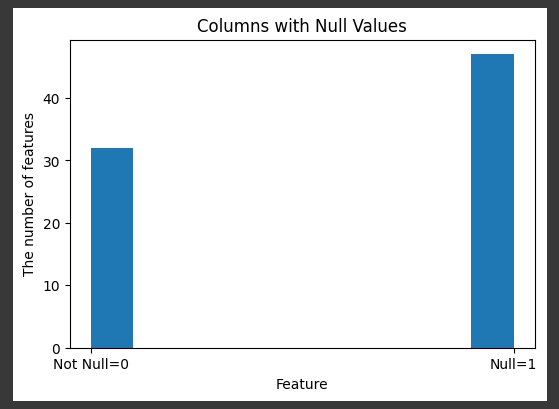 Columns with Null Values
The number of features
40
30
20
10
0
Not Null=0
Null=1
Feature